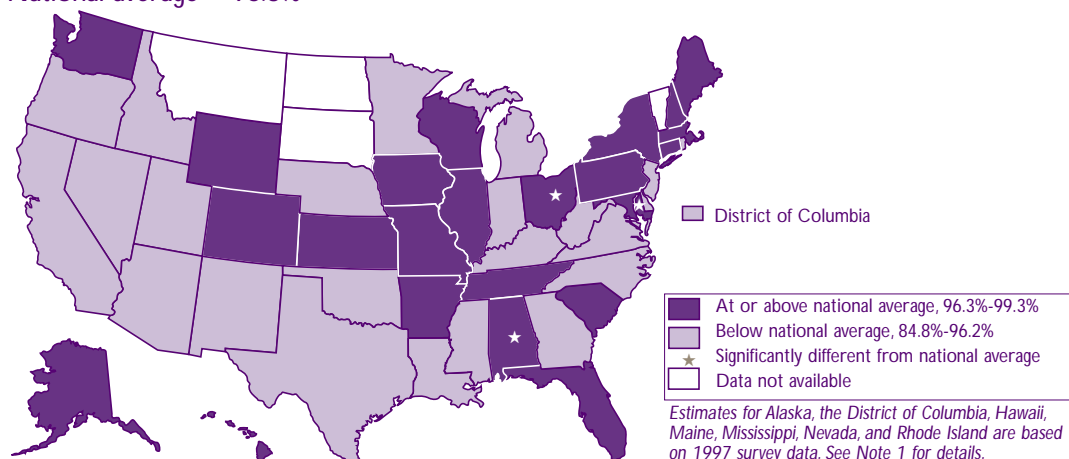 District of Columbia
At or above national average, 96.3%-99.3%
Below national average, 84.8%-96.2%
Significantly different from national average
Data not available
Estimates for Alaska, the District of Columbia, Hawaii,
Maine, Mississippi, Nevada, and Rhode Island are based
on 1997 survey data. See Note 1 for details.